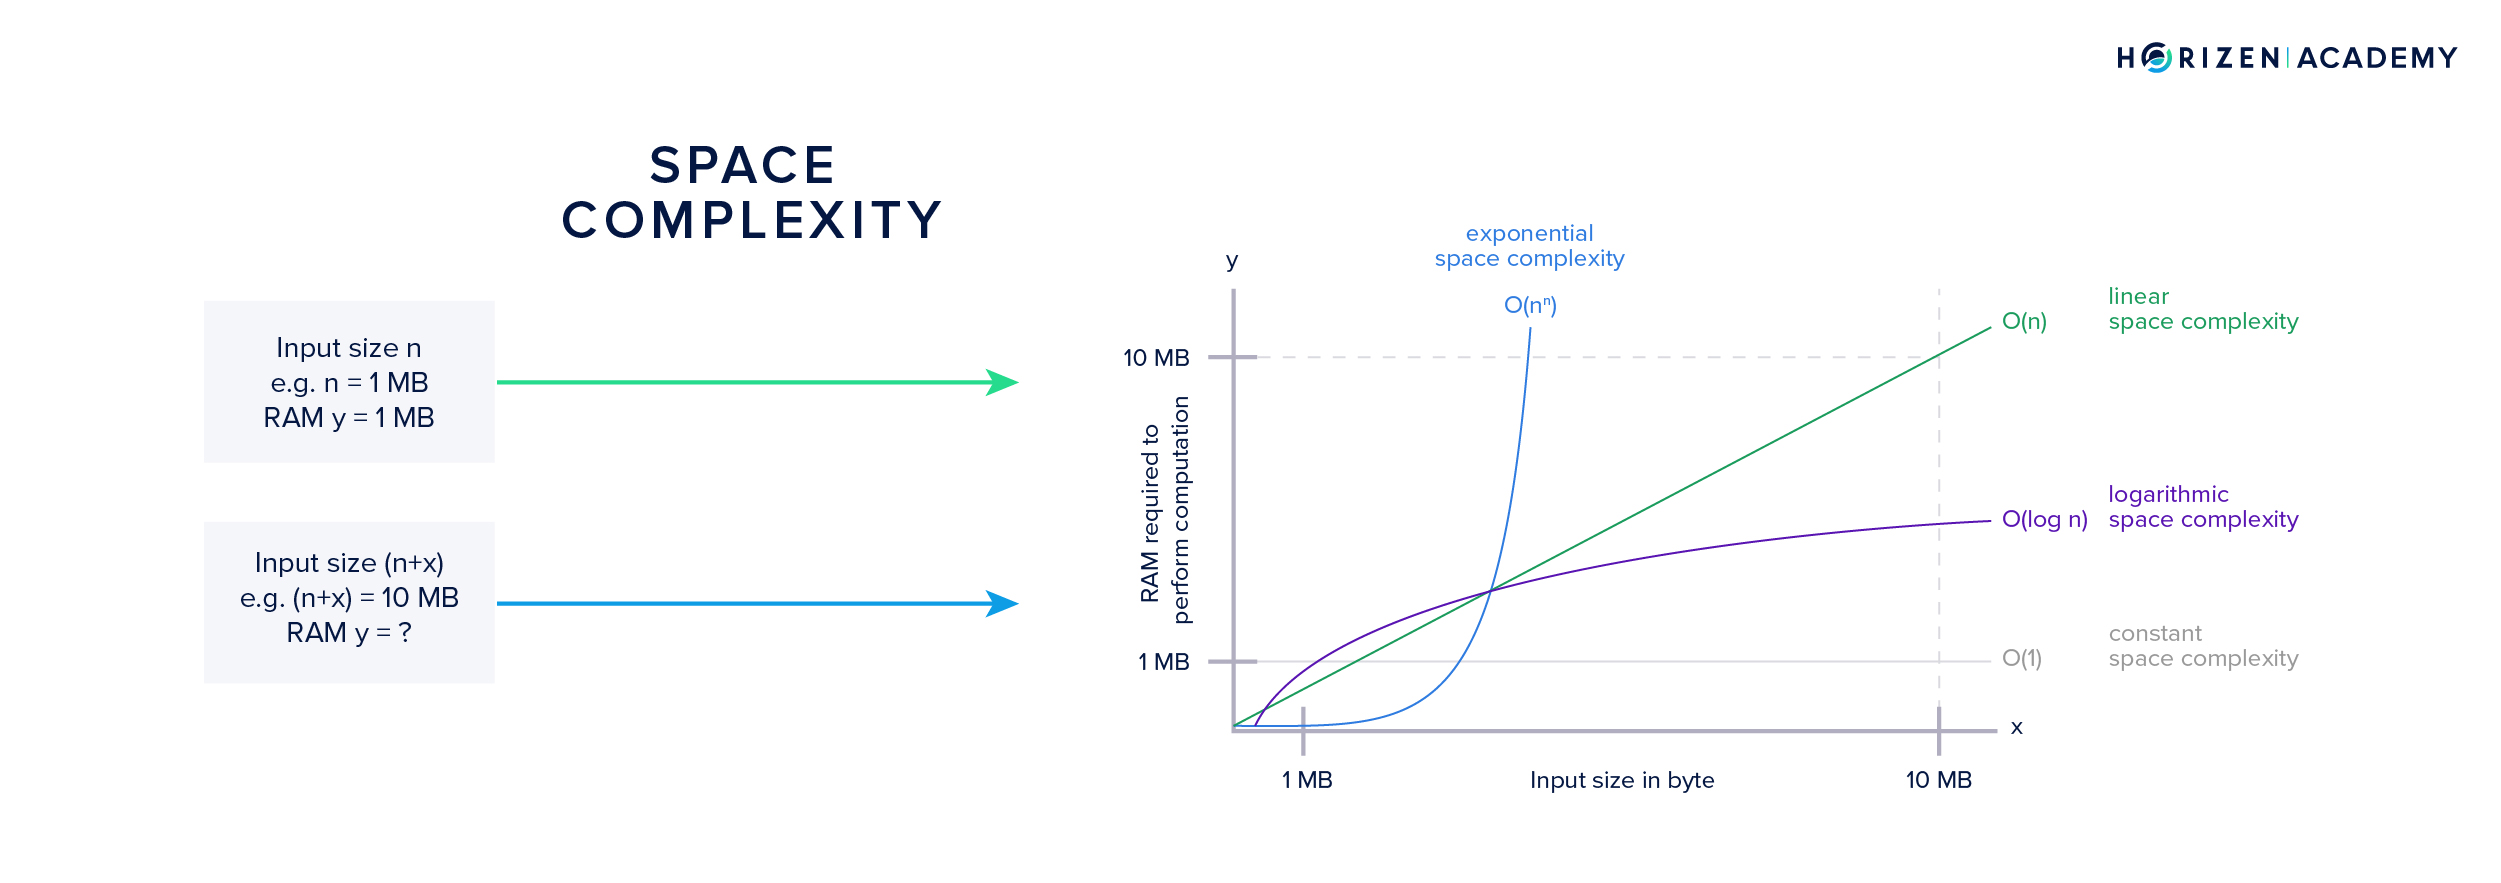 HORIZEN | ACADEMY
SPACE
COMPLEXITY
Input size n
e.g. n = 1 MB
RAM y = 1 MB
Input size (n+x)
e.g. (n+x) = 10 MB
RAM y = ?
y
exponential
space complexity
O(nⁿ)
10 MB
RAM required to
perform computation
1 MB
linear
O(n) space complexity
logarithmic
O(log n) space complexity
constant
O(1) space complexity
x
1 MB
Input size in byte
10 MB